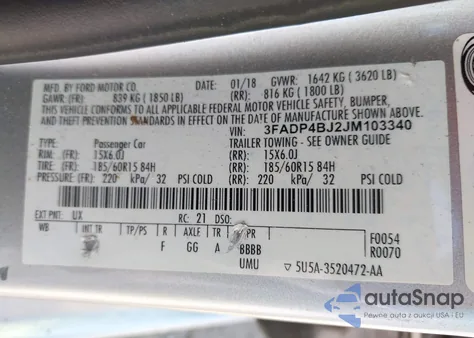 MFD. BY FORD MOTOR CO.
DATE: 01/18 GVWR: 1642 KG ( 3620 LB)
GAWR: (FR): 839 KG ( 1850 LB) (RR): 816 KG ( 1800 LB)
THIS VEHICLE CONFORMS TO ALL APPLICABLE FEDERAL MOTOR VEHICLE SAFETY, BUMPER,
AND THEFT PREVENTION STANDARDS IN EFFECT ON THE DATE OF MANUFACTURE SHOWN ABOVE.
VIN: 3FADP4BJ2JM103340
TYPE: Passenger Car TRAILER TOWING - SEE OWNER GUIDE
RIM: (FR): 15X6.0J (RR): 15X6.0J
TIRE: (FR): 185/60R15 84H (RR): 185/60R15 84H
PRESSURE: (FR): 220 kPa/ 32 PSI COLD (RR): 220 kPa/ 32 PSI COLD
EXT PNT: UX RC: 21 DSO:
WB INT TR TP/PS R AXLE TR PR
F GG A BBBB
UMU
F0054
R0070
▽ 5U5A-3520472-AA
autoSnap
Pewne auta z USA • EU